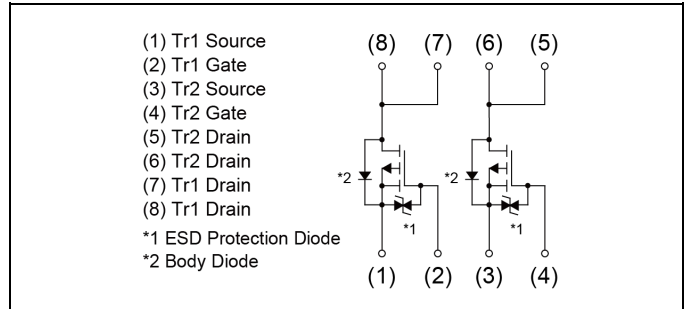 (1) Tr1 Source
(2) Tr1 Gate
(3) Tr2 Source
(4) Tr2 Gate
(5) Tr2 Drain
(6) Tr2 Drain
(7) Tr1 Drain
(8) Tr1 Drain
*1 ESD Protection Diode
*2 Body Diode
(8) (7) (6) (5)
*2 *2
*1 *1
(1) (2) (3) (4)